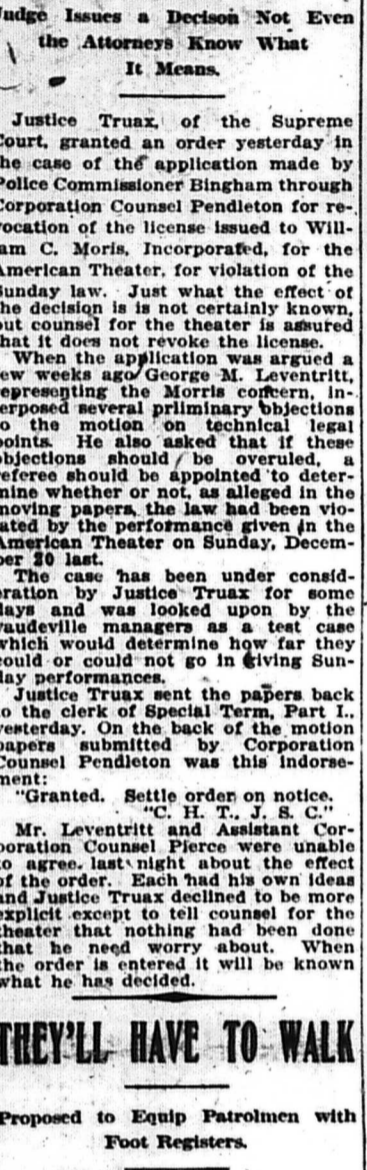 Judge Issues a Decison Not Even
the Attorneys Know What
It Means.
Justice Truax, of the Supreme
Court, granted an order yesterday in
the case of the application made by
Police Commissioner Bingham through
Corporation Counsel Pendleton for re-
vocation of the license issued to Will-
iam C. Moris, Incorporated, for the
American Theater, for violation of the
Sunday law. Just what the effect of
the decision is is not certainly known,
but counsel for the theater is assured
that it does not revoke the license.
When the application was argued a
few weeks ago George M. Leventritt,
representing the Morris concern, in-
terposed several priliminary objections
to the motion on technical legal
points. He also asked that if these
objections should be overuled, a
referee should be appointed to deter-
mine whether or not, as alleged in the
moving papers, the law had been vio-
lated by the performance given in the
American Theater on Sunday, Decem-
ber 20 last.
The case has been under consid-
eration by Justice Truax for some
days and was looked upon by the
vaudeville managers as a test case
which would determine how far they
could or could not go in giving Sun-
day performances.
Justice Truax sent the papers back
to the clerk of Special Term, Part I.,
yesterday. On the back of the motion
papers submitted by Corporation
Counsel Pendleton was this indorse-
ment:
"Granted. Settle order on notice.
"C. H. T., J. S. C."
Mr. Leventritt and Assistant Cor-
poration Counsel Pierce were unable
to agree last night about the effect
of the order. Each had his own ideas
and Justice Truax declined to be more
explicit except to tell counsel for the
theater that nothing had been done
that he need worry about. When
the order is entered it will be known
what he has decided.
THEY'LL HAVE TO WALK
Proposed to Equip Patrolmen with
Foot Registers.